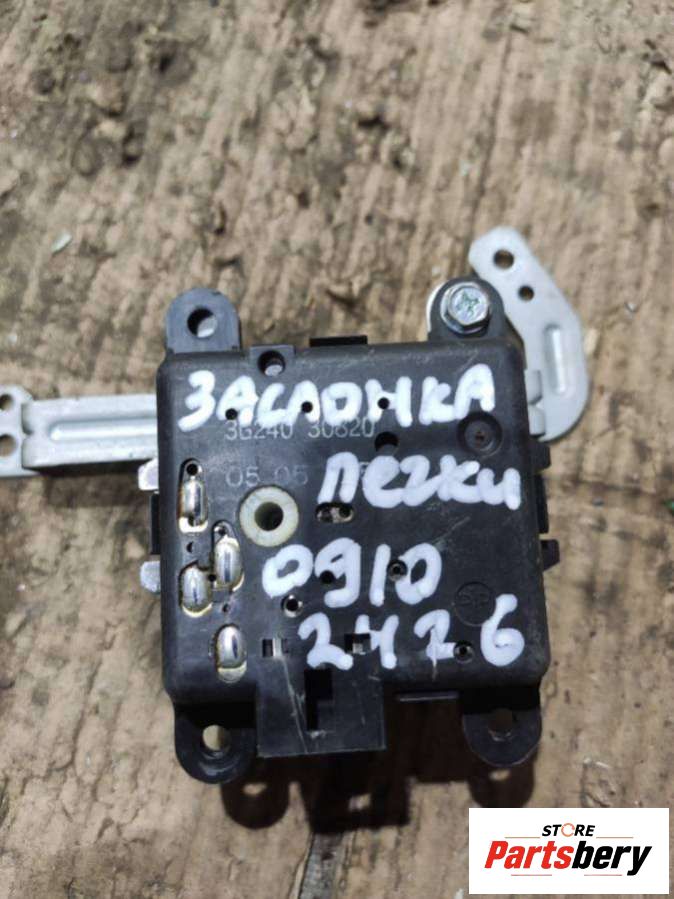 ЗАСЛОНКА
3G240 30820
05 05
ПЕЧКИ
0910
2426
STORE
Partsbery